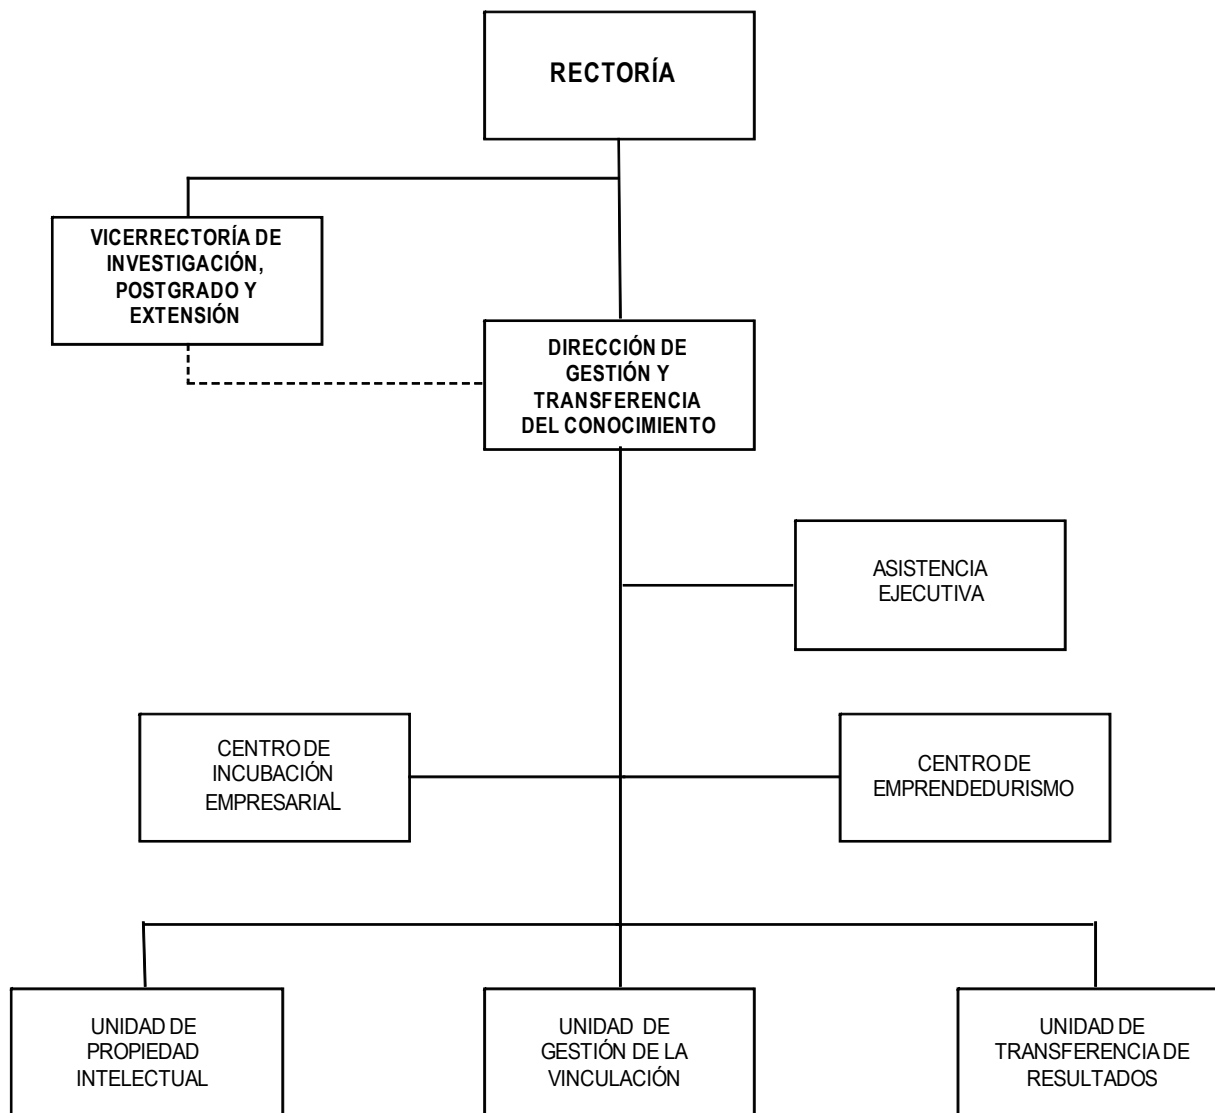 RECTORÍA
VICERRECTORÍA DE
INVESTIGACIÓN,
POSTGRADO Y
EXTENSIÓN
DIRECCIÓN DE
GESTIÓN Y
TRANSFERENCIA
DEL CONOCIMIENTO
ASISTENCIA
EJECUTIVA
CENTRO DE
INCUBACIÓN
EMPRESARIAL
CENTRO DE
EMPRENDEDURISMO
UNIDAD DE
PROPIEDAD
INTELECTUAL
UNIDAD DE
GESTIÓN DE LA
VINCULACIÓN
UNIDAD DE
TRANSFERENCIA DE
RESULTADOS